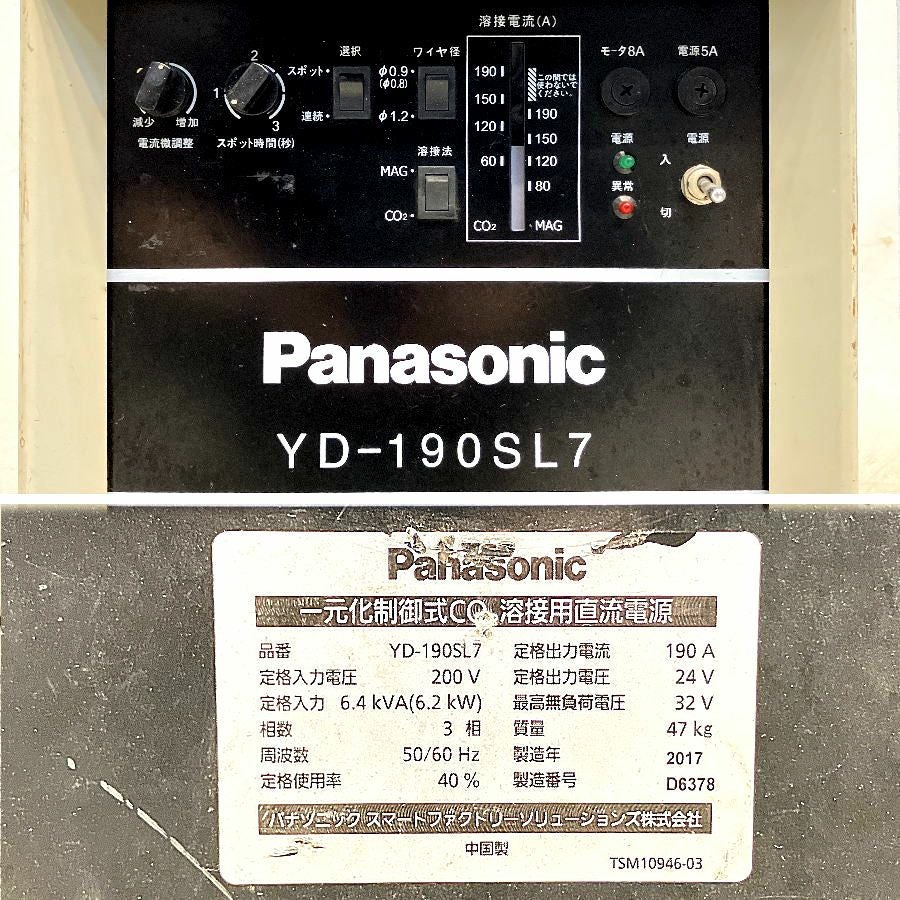 溶接電流(A)
選択
ワイヤ径
モータ8A
電源5A
スポット
連続
φ0.9
(φ0.8)
φ1.2
1
2
3
減少
増加
電流微調整
スポット時間(秒)
溶接法
MAG
CO₂
190
150
120
60
この間では
使わないで
ください。
190
150
120
80
CO₂
MAG
電源
異常
電源
入
切
Panasonic
YD-190SL7
Panasonic
一元化制御式CO₂溶接用直流電源
品番 YD-190SL7 定格出力電流 190 A
定格入力電圧 200 V 定格出力電圧 24 V
定格入力 6.4 kVA(6.2 kW) 最高無負荷電圧 32 V
相数 3 相 質量 47 kg
周波数 50/60 Hz 製造年 2017
定格使用率 40 % 製造番号 D6378
パナソニック スマートファクトリーソリューションズ株式会社
中国製
TSM10946-03